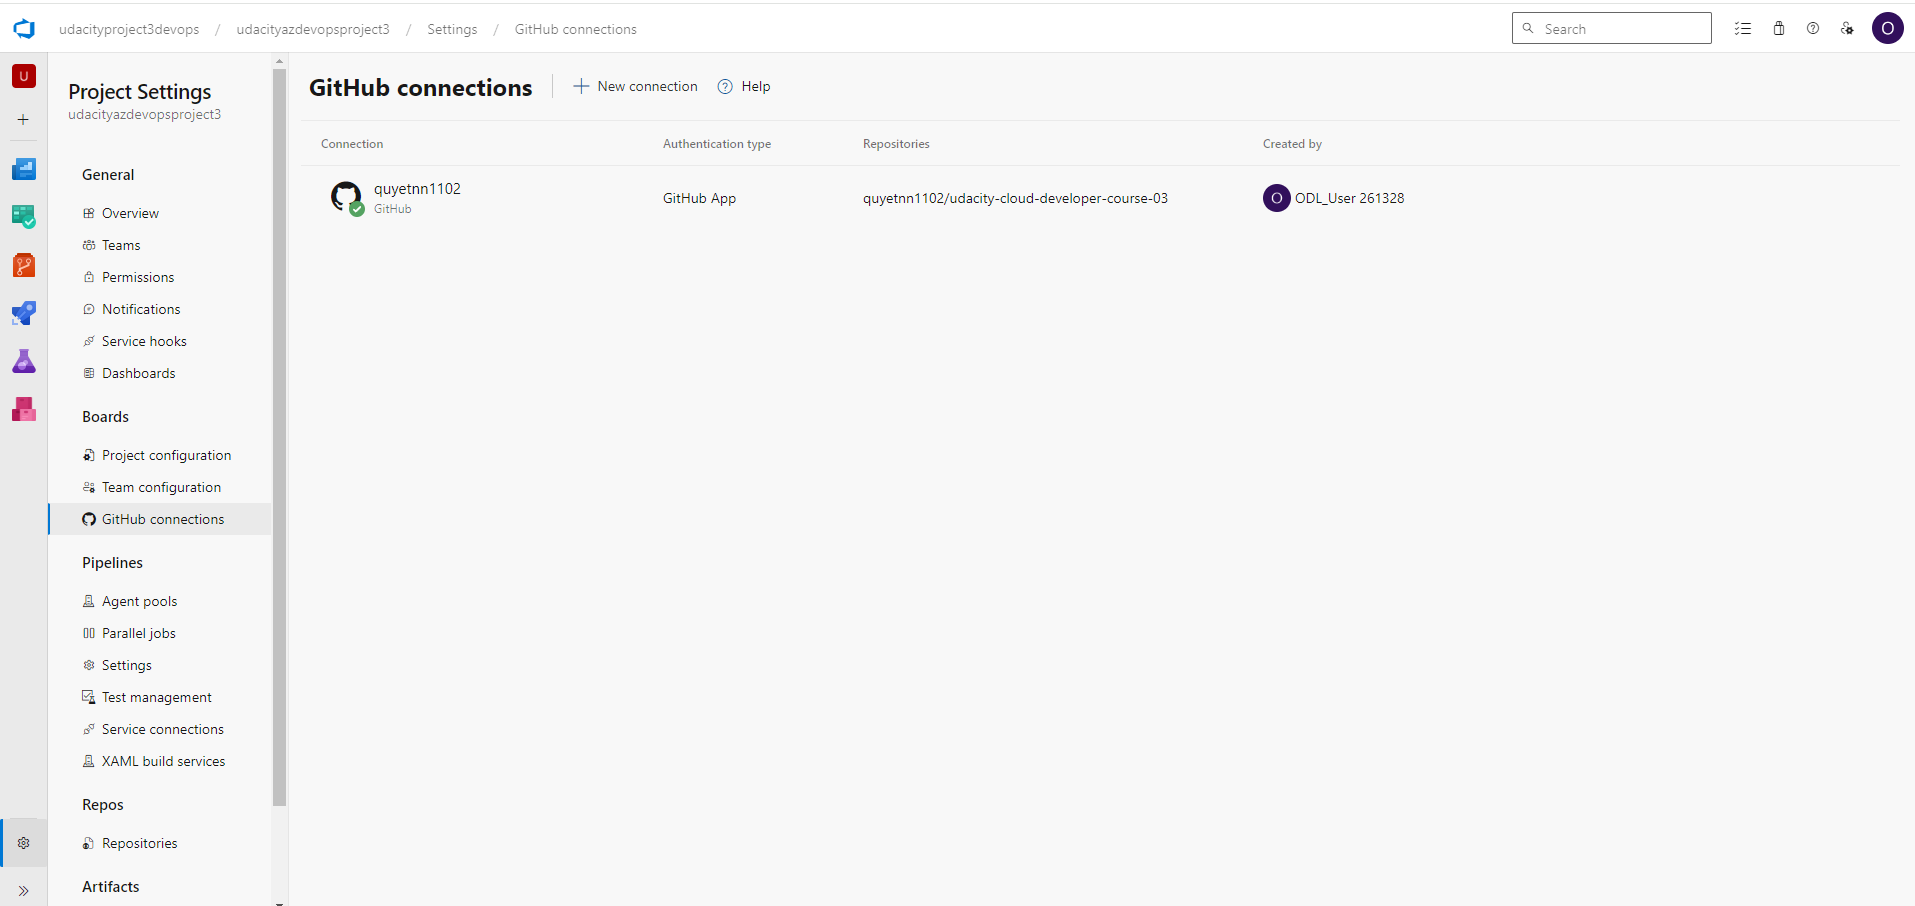 udacityproject3devops / udacityazdevopsproject3 / Settings / GitHub connections
Search
O
U
Project Settings
udacityazdevopsproject3
General
Overview
Teams
Permissions
Notifications
Service hooks
Dashboards
Boards
Project configuration
Team configuration
GitHub connections
Pipelines
Agent pools
Parallel jobs
Settings
Test management
Service connections
XAML build services
Repos
Repositories
Artifacts
GitHub connections
New connection
Help
Connection Authentication type Repositories Created by
quyetnn1102 GitHub App quyetnn1102/udacity-cloud-developer-course-03 O ODL_User 261328
GitHub